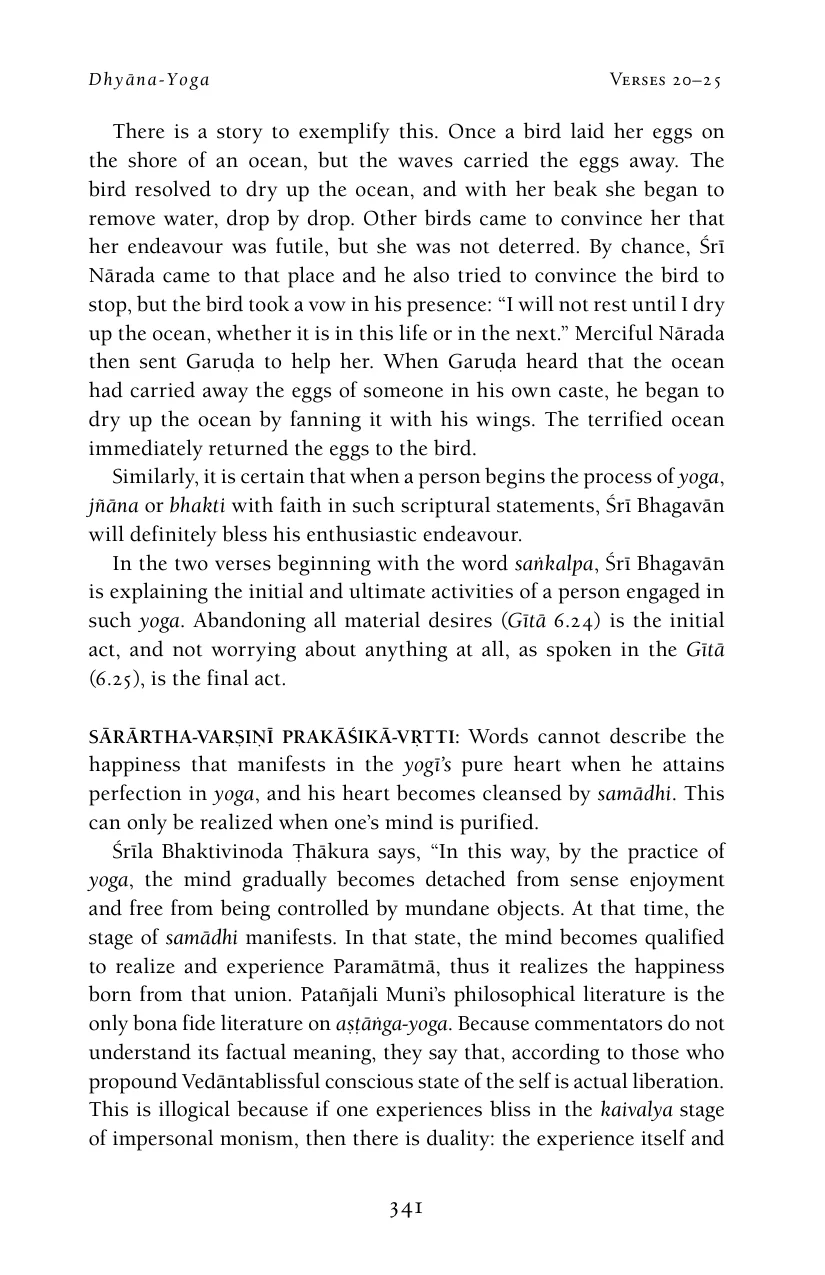 Dhyāna-Yoga
Verses 20–25
There is a story to exemplify this. Once a bird laid her eggs on
the shore of an ocean, but the waves carried the eggs away. The
bird resolved to dry up the ocean, and with her beak she began to
remove water, drop by drop. Other birds came to convince her that
her endeavour was futile, but she was not deterred. By chance, Śrī
Nārada came to that place and he also tried to convince the bird to
stop, but the bird took a vow in his presence: “I will not rest until I dry
up the ocean, whether it is in this life or in the next.” Merciful Nārada
then sent Garuḍa to help her. When Garuḍa heard that the ocean
had carried away the eggs of someone in his own caste, he began to
dry up the ocean by fanning it with his wings. The terrified ocean
immediately returned the eggs to the bird.
Similarly, it is certain that when a person begins the process of yoga,
jñāna or bhakti with faith in such scriptural statements, Śrī Bhagavān
will definitely bless his enthusiastic endeavour.
In the two verses beginning with the word saṅkalpa, Śrī Bhagavān
is explaining the initial and ultimate activities of a person engaged in
such yoga. Abandoning all material desires (Gītā 6.24) is the initial
act, and not worrying about anything at all, as spoken in the Gītā
(6.25), is the final act.
SĀRĀRTHA-VARṢIṆĪ PRAKĀŚIKĀ-VṚTTI: Words cannot describe the
happiness that manifests in the yogī’s pure heart when he attains
perfection in yoga, and his heart becomes cleansed by samādhi. This
can only be realized when one’s mind is purified.
Śrīla Bhaktivinoda Ṭhākura says, “In this way, by the practice of
yoga, the mind gradually becomes detached from sense enjoyment
and free from being controlled by mundane objects. At that time, the
stage of samādhi manifests. In that state, the mind becomes qualified
to realize and experience Paramātmā, thus it realizes the happiness
born from that union. Patañjali Muni’s philosophical literature is the
only bona fide literature on aṣṭāṅga-yoga. Because commentators do not
understand its factual meaning, they say that, according to those who
propound Vedāntablissful conscious state of the self is actual liberation.
This is illogical because if one experiences bliss in the kaivalya stage
of impersonal monism, then there is duality: the experience itself and
341